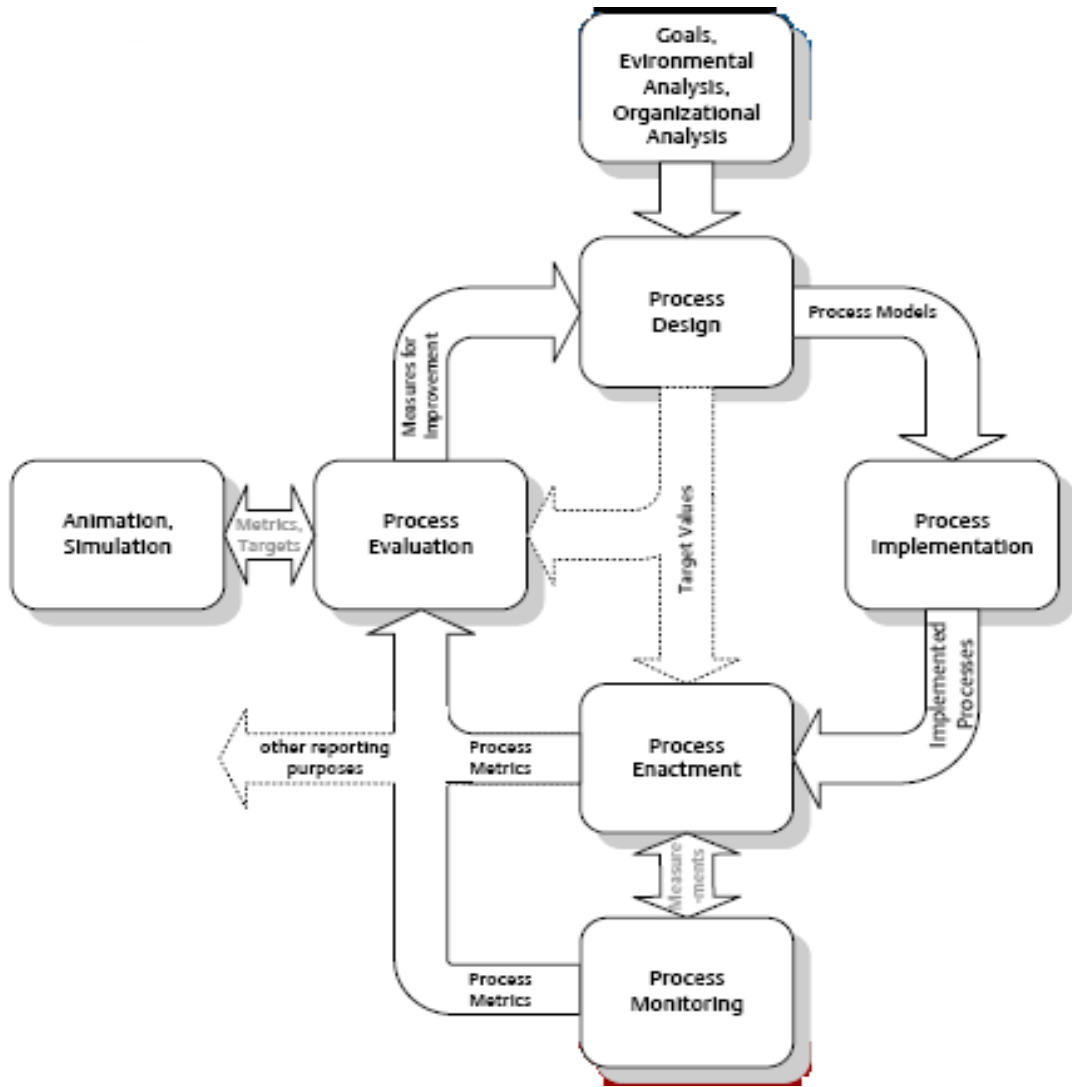 Goals,
Evironmental
Analysis,
Organizational
Analysis
Process
Design
Process Models
Measures for
Improvement
Animation,
Simulation
Metrics,
Targets
Process
Evaluation
Target Values
Process
Implementation
Implemented
Processes
other reporting
purposes
Process
Metrics
Process
Enactment
Measure
-ments
Process
Metrics
Process
Monitoring